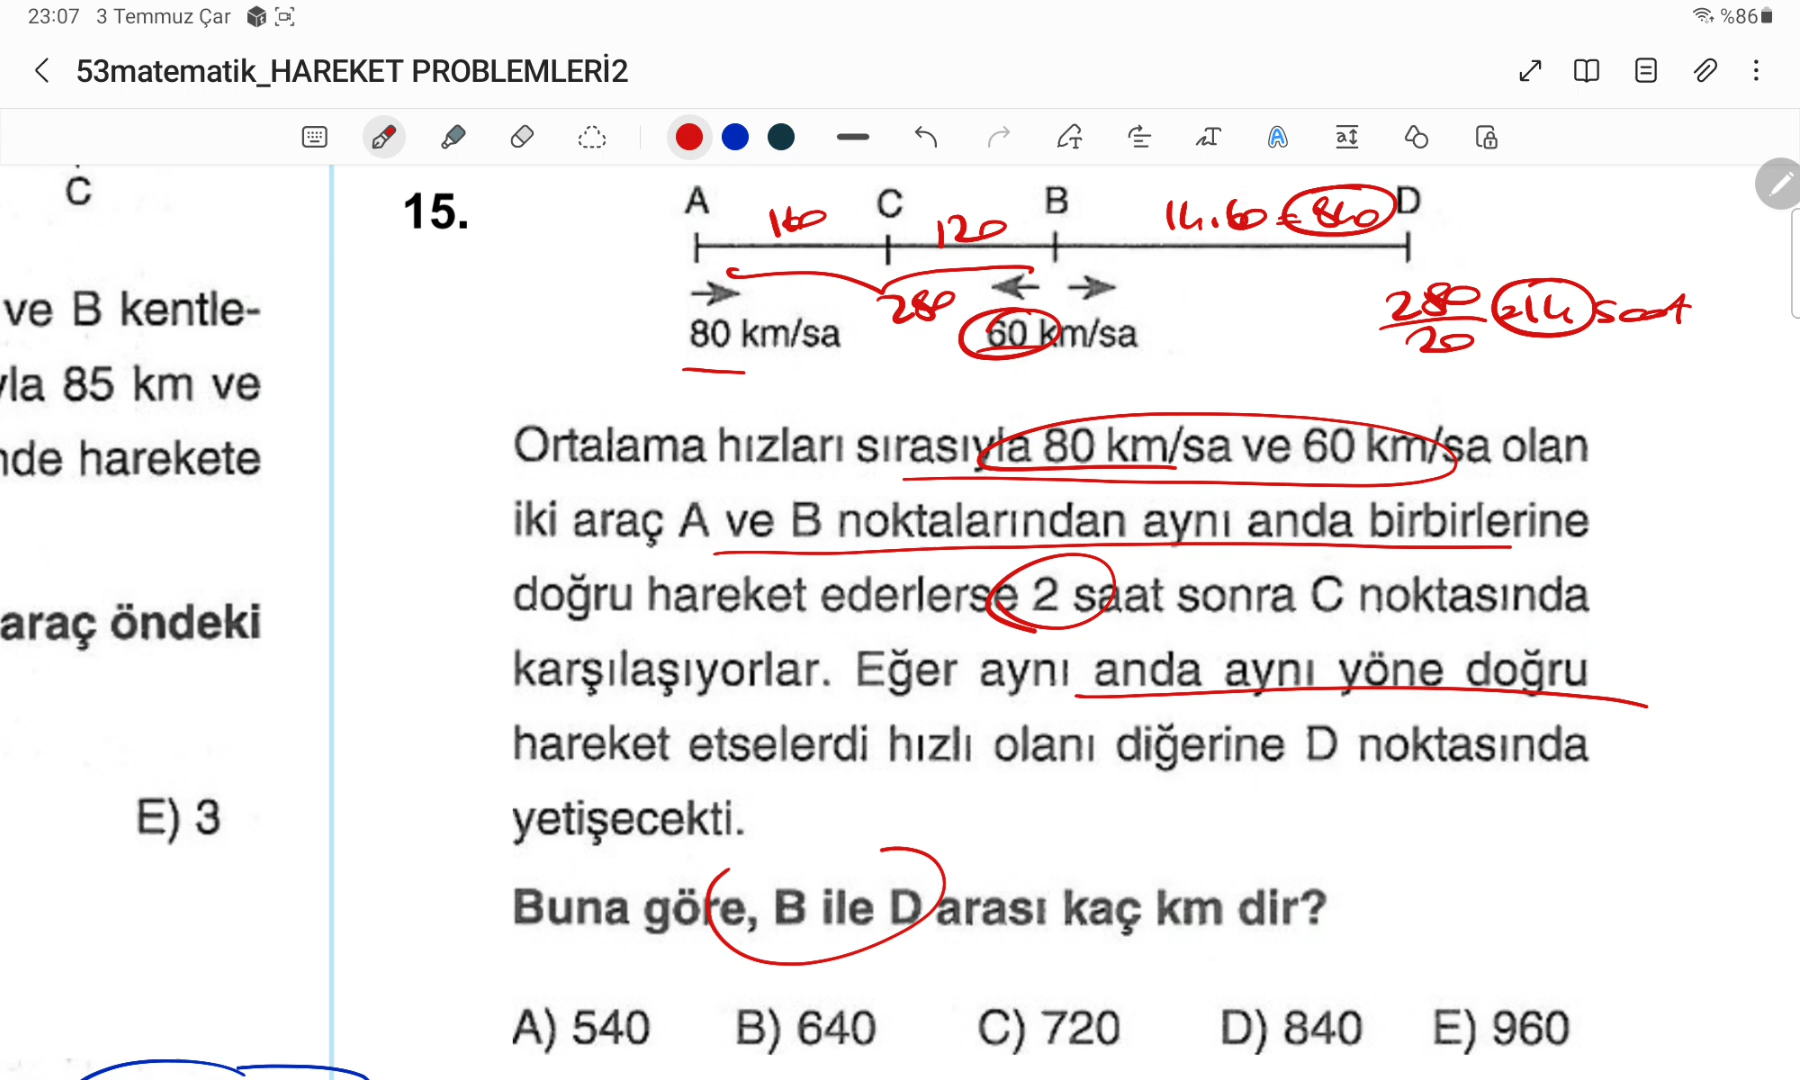 23:07 3 Temmuz Çar %86
53matematik_HAREKET PROBLEMLERİ2
C
ve B kentle-
yla 85 km ve
nde harekete
araç öndeki
E) 3
15.
A C B D
160 120 14.60 = 840
280
80 km/sa 60 km/sa
280/20 = 14 saat
Ortalama hızları sırasıyla 80 km/sa ve 60 km/sa olan
iki araç A ve B noktalarından aynı anda birbirlerine
doğru hareket ederlerse 2 saat sonra C noktasında
karşılaşıyorlar. Eğer aynı anda aynı yöne doğru
hareket etselerdi hızlı olanı diğerine D noktasında
yetişecekti.
Buna göre, B ile D arası kaç km dir?
A) 540 B) 640 C) 720 D) 840 E) 960